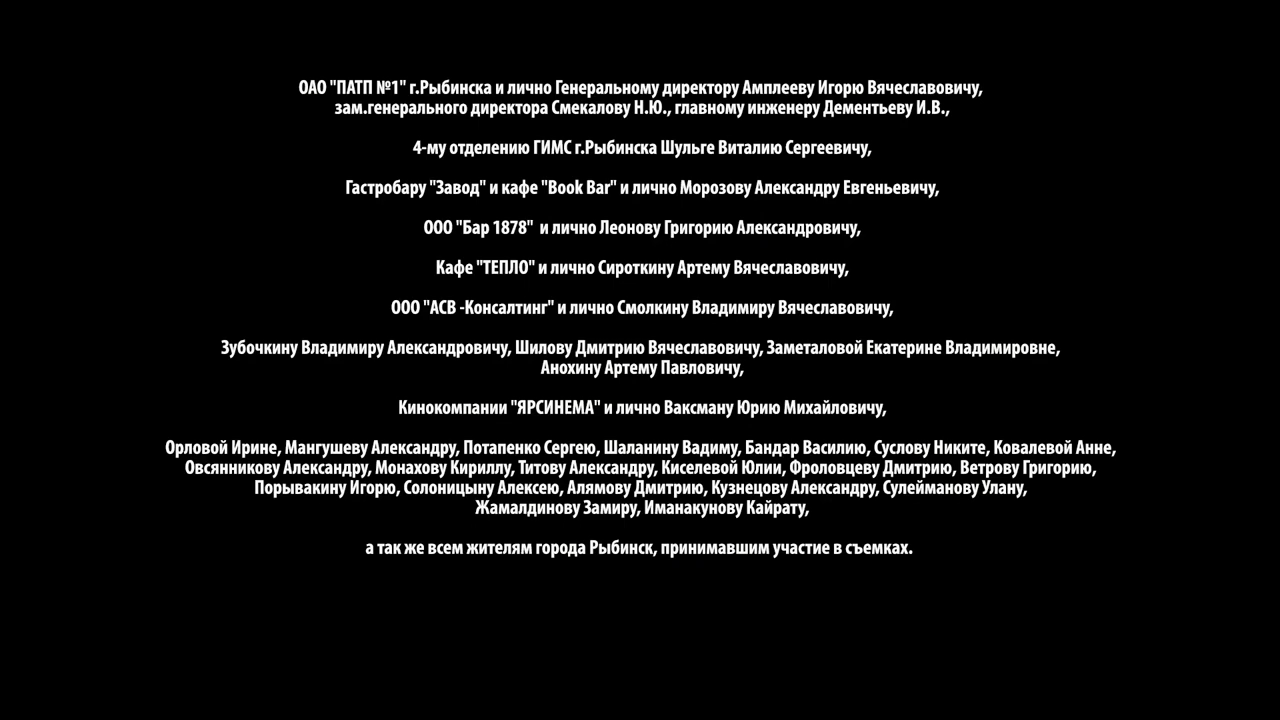 ОАО "ПАТП №1" г.Рыбинска и лично Генеральному директору Амплееву Игорю Вячеславовичу,
зам.генерального директора Смекалову Н.Ю., главному инженеру Дементьеву И.В.,
4-му отделению ГИМС г.Рыбинска Шульге Виталию Сергеевичу,
Гастробару "Завод" и кафе "Book Bar" и лично Морозову Александру Евгеньевичу,
ООО "Бар 1878"  и лично Леонову Григорию Александровичу,
Кафе "ТЕПЛО" и лично Сироткину Артему Вячеславовичу,
ООО "АСВ -Консалтинг" и лично Смолкину Владимиру Вячеславовичу,
Зубочкину Владимиру Александровичу, Шилову Дмитрию Вячеславовичу, Заметаловой Екатерине Владимировне,
Анохину Артему Павловичу,
Кинокомпании "ЯРСИНЕМА" и лично Ваксману Юрию Михайловичу,
Орловой Ирине, Мангушеву Александру, Потапенко Сергею, Шапанину Вадиму, Бандар Василию, Суслову Никите, Ковалевой Анне,
Овсянникову Александру, Монахову Кириллу, Титову Александру, Киселевой Юлии, Фроловцеву Дмитрию, Ветрову Григорию,
Порывакину Игорю, Солоницыну Алексею, Алямову Дмитрию, Кузнецову Александру, Сулейманову Улану,
Жамалдинову Замиру, Иманакунову Кайрату,
а так же всем жителям города Рыбинск, принимавшим участие в съемках.